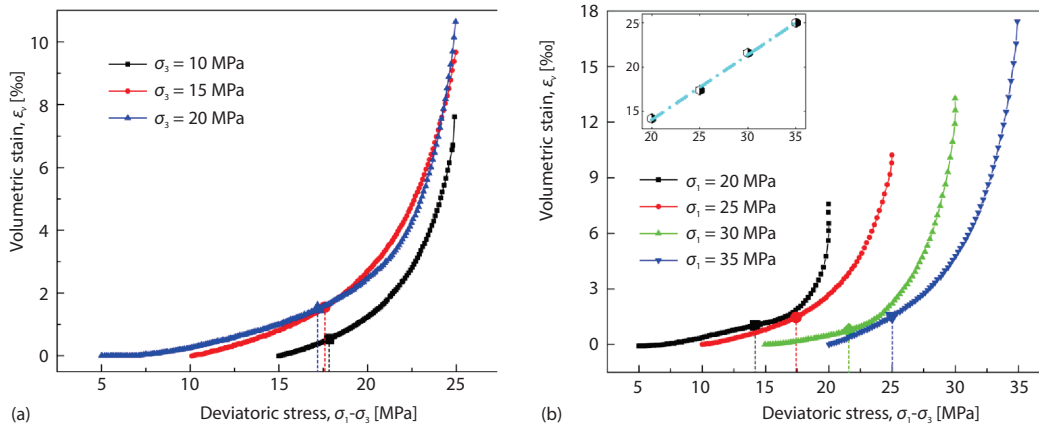 10
8
6
4
2
0
Volumetric stain, εᵥ [‰]
σ₃ = 10 MPa
σ₃ = 15 MPa
σ₃ = 20 MPa
5
10
15
20
25
Deviatoric stress, σ₁-σ₃ [MPa]
(a)
18
15
12
9
6
3
0
Volumetric stain, εᵥ [‰]
25
20
15
20
25
30
35
σ₁ = 20 MPa
σ₁ = 25 MPa
σ₁ = 30 MPa
σ₁ = 35 MPa
5
10
15
20
25
30
35
Deviatoric stress, σ₁-σ₃ [MPa]
(b)